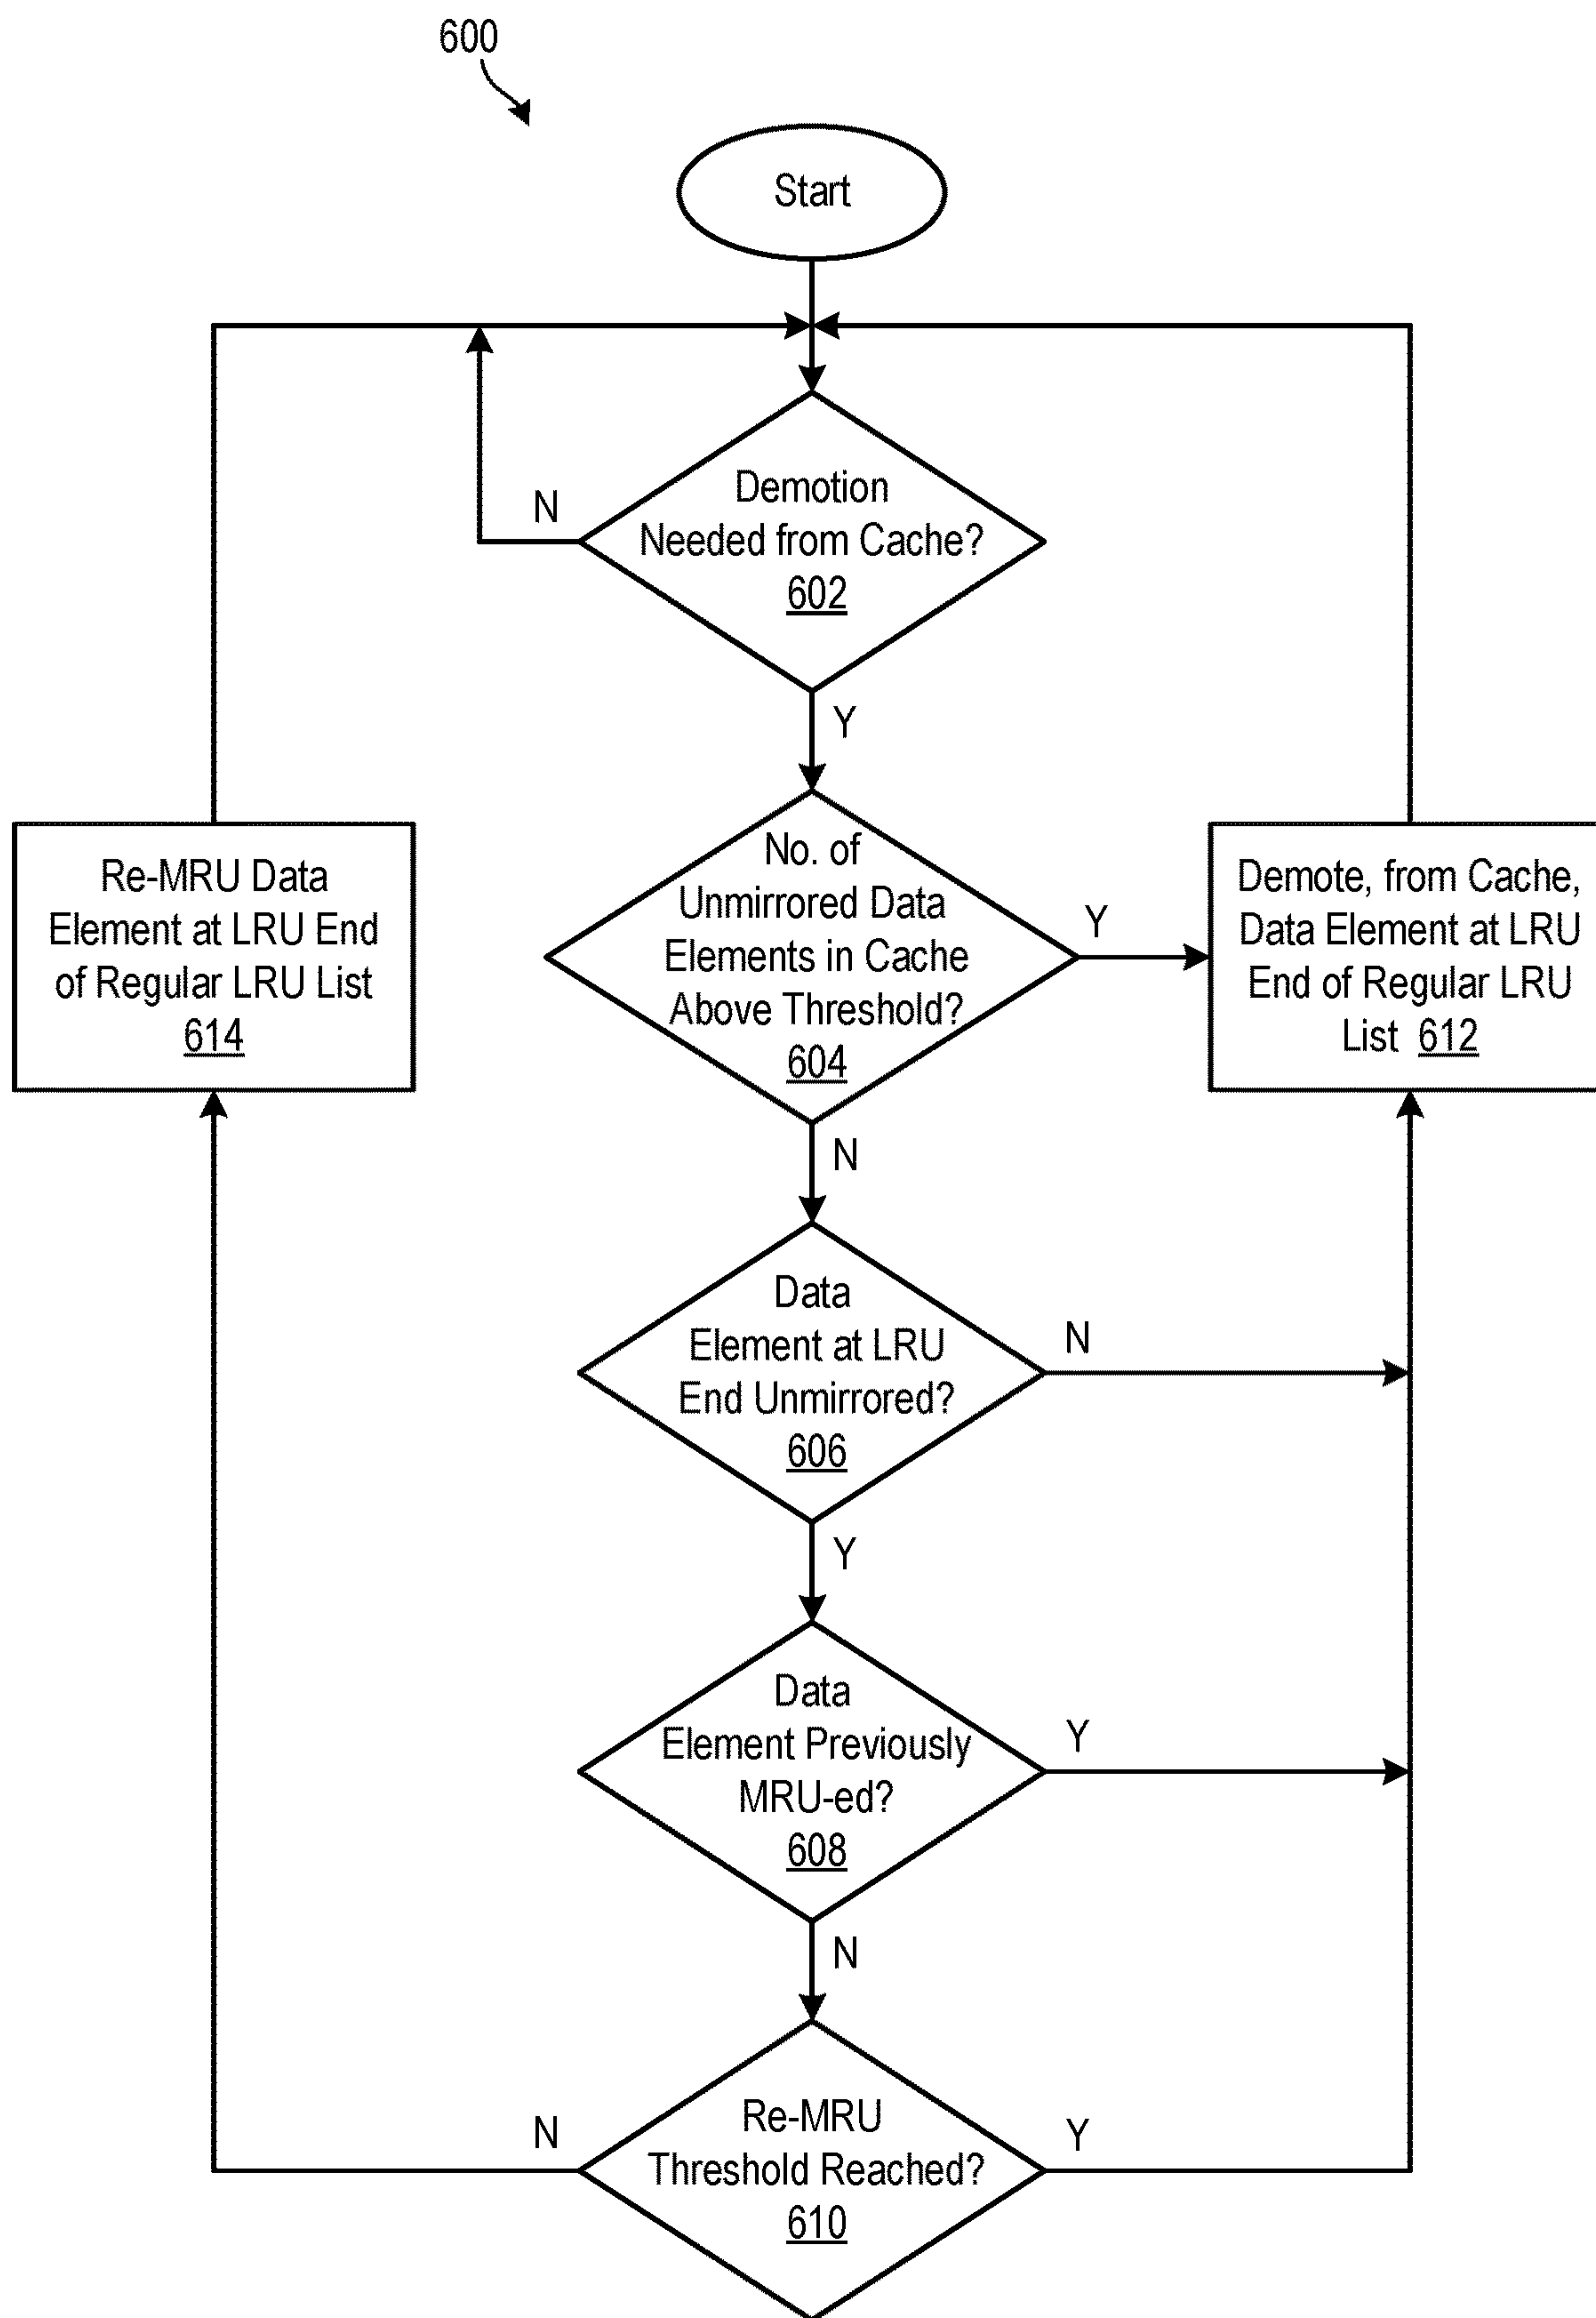 600
Start
Demotion
Needed from Cache?
602
N
Y
No. of
Unmirrored Data
Elements in Cache
Above Threshold?
604
Y
N
Re-MRU Data
Element at LRU End
of Regular LRU List
614
Demote, from Cache,
Data Element at LRU
End of Regular LRU
List 612
Data
Element at LRU
End Unmirrored?
606
N
Y
Data
Element Previously
MRU-ed?
608
Y
N
Re-MRU
Threshold Reached?
610
N
Y